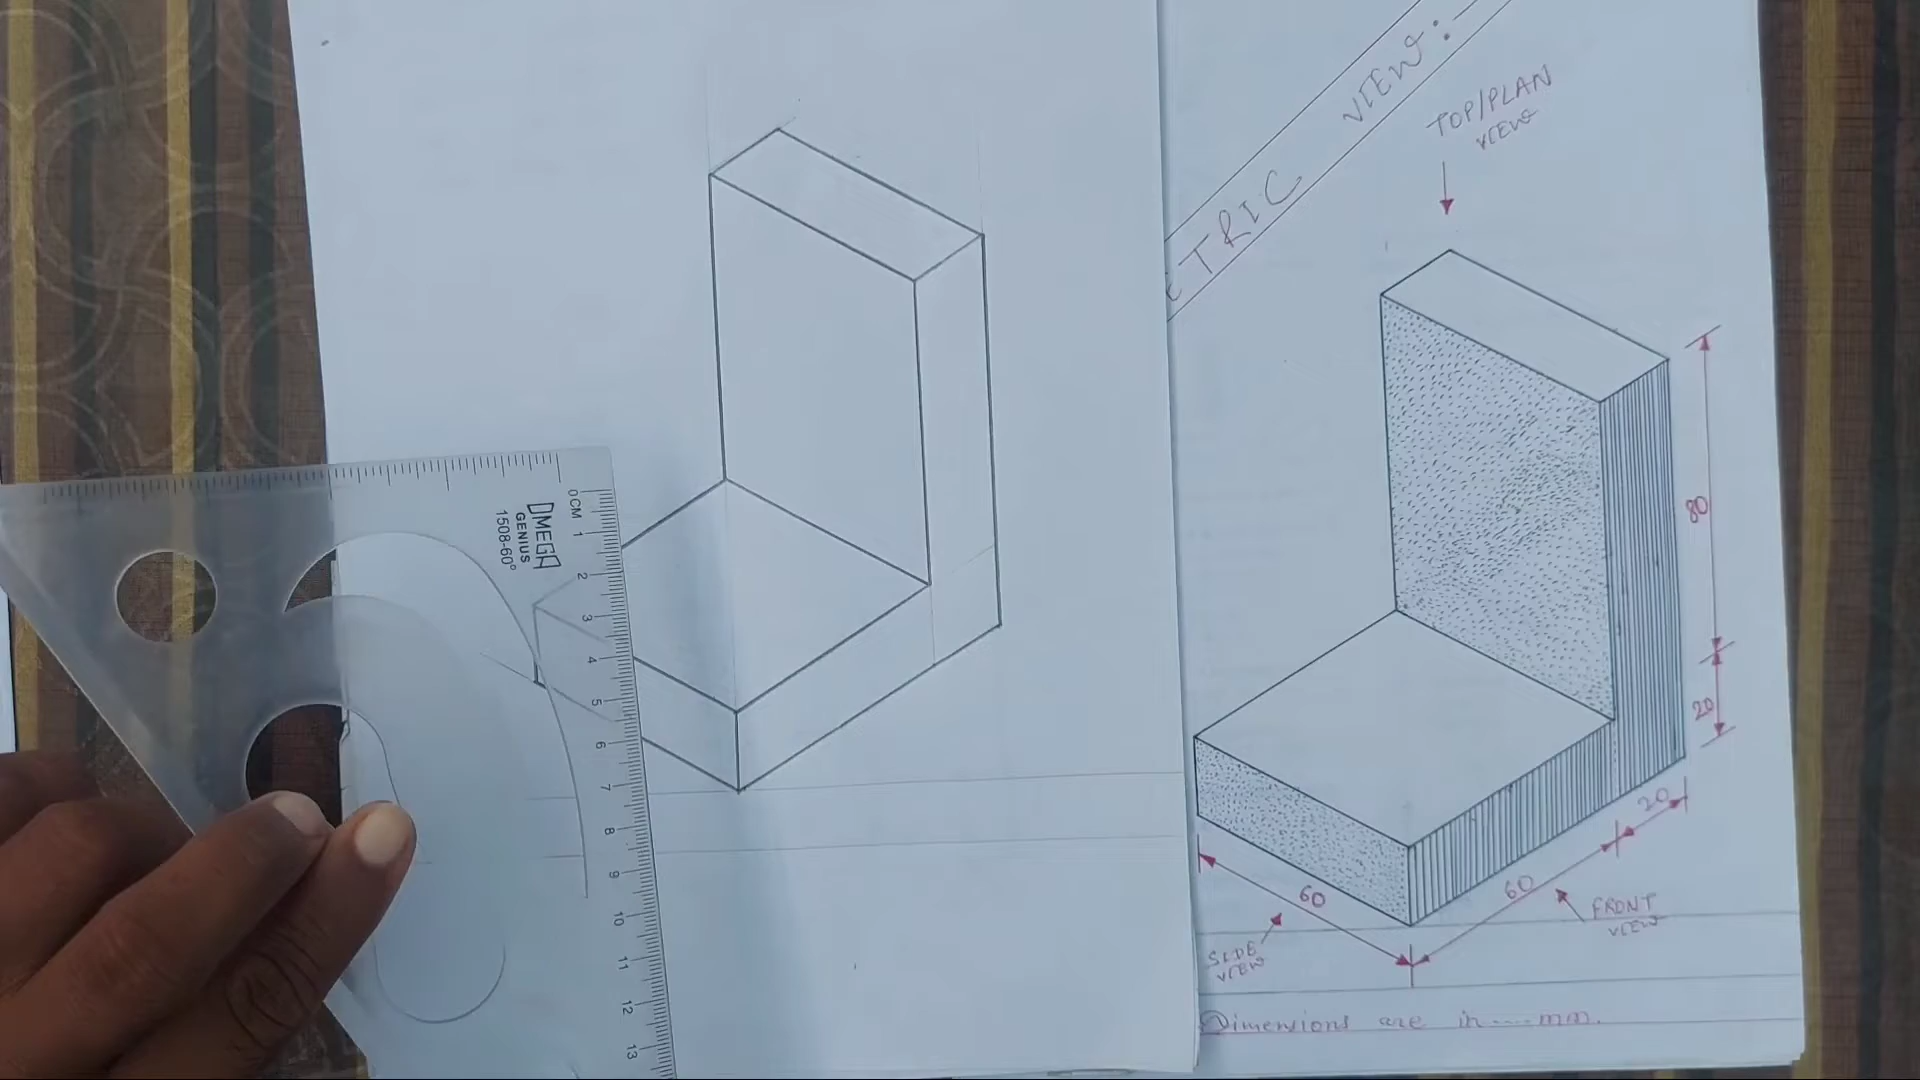 0CM
1
2
3
4
5
6
7
8
9
10
11
12
13
OMEGA
GENIUS
1508-60°
ETRIC VIEW:
TOP/PLAN
VIEW
80
20
20
60
60
FRONT
VIEW
SIDE
VIEW
Dimensions are in....mm.